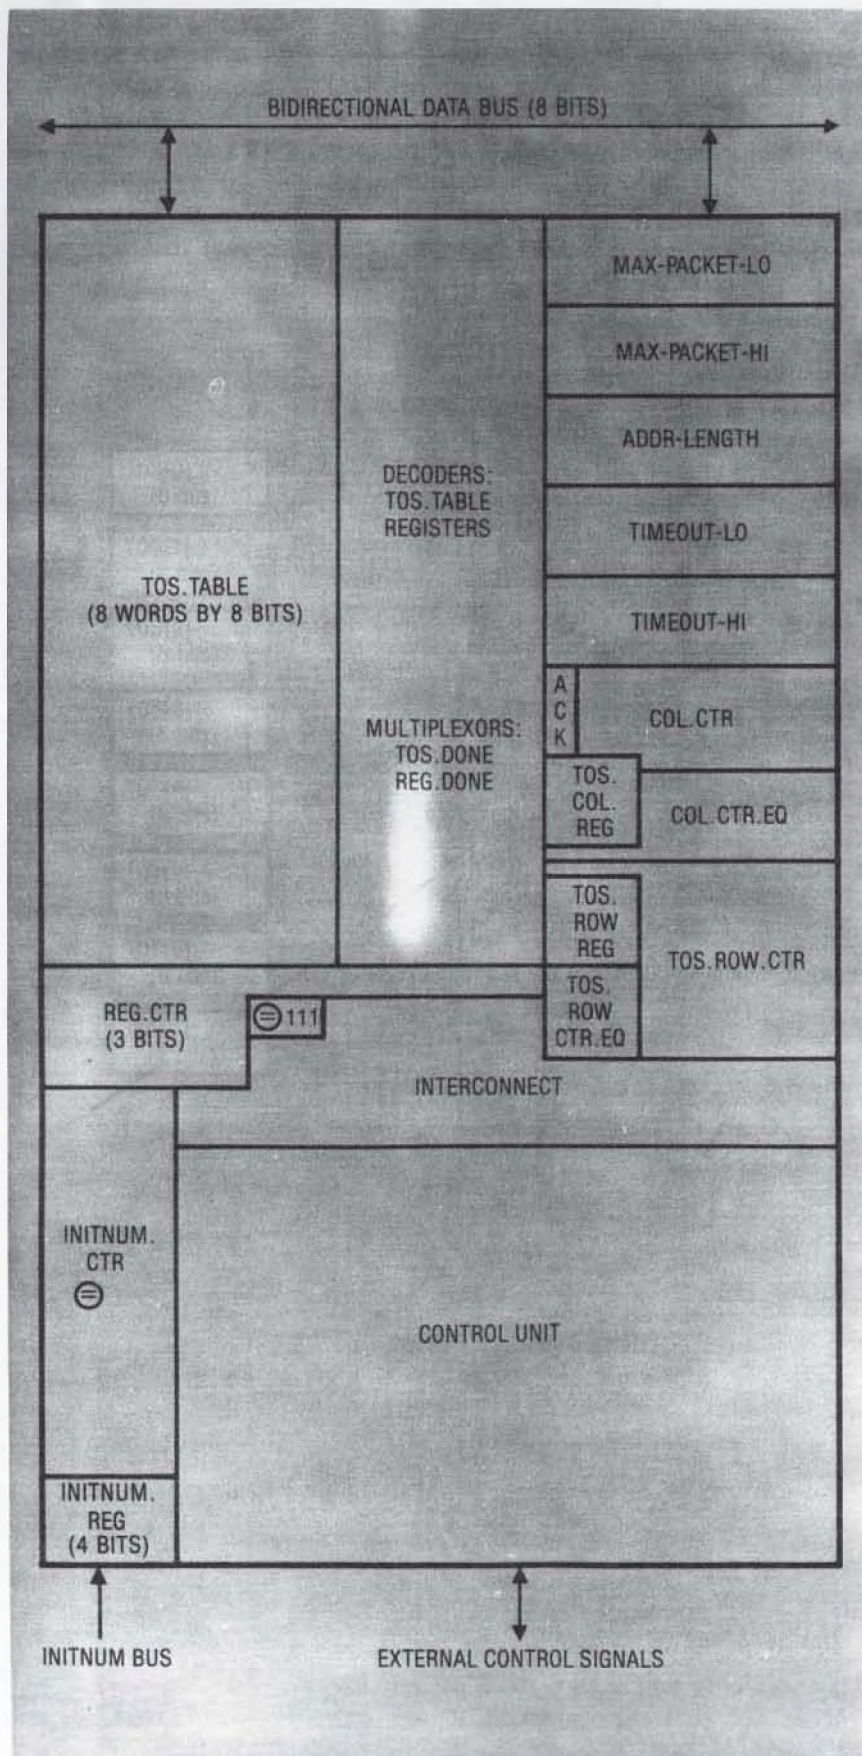 BIDIRECTIONAL DATA BUS (8 BITS)
MAX-PACKET-LO
MAX-PACKET-HI
ADDR-LENGTH
DECODERS:
TOS.TABLE
REGISTERS
TIMEOUT-LO
TOS.TABLE
(8 WORDS BY 8 BITS)
TIMEOUT-HI
A
C
K
COL.CTR
MULTIPLEXORS:
TOS.DONE
REG.DONE
TOS.
COL.
REG
COL.CTR.EQ
TOS.
ROW
REG
TOS.ROW.CTR
REG.CTR
(3 BITS)
= 111
TOS.
ROW
CTR.EQ
INTERCONNECT
INITNUM.
CTR
=
CONTROL UNIT
INITNUM.
REG
(4 BITS)
INITNUM BUS
EXTERNAL CONTROL SIGNALS